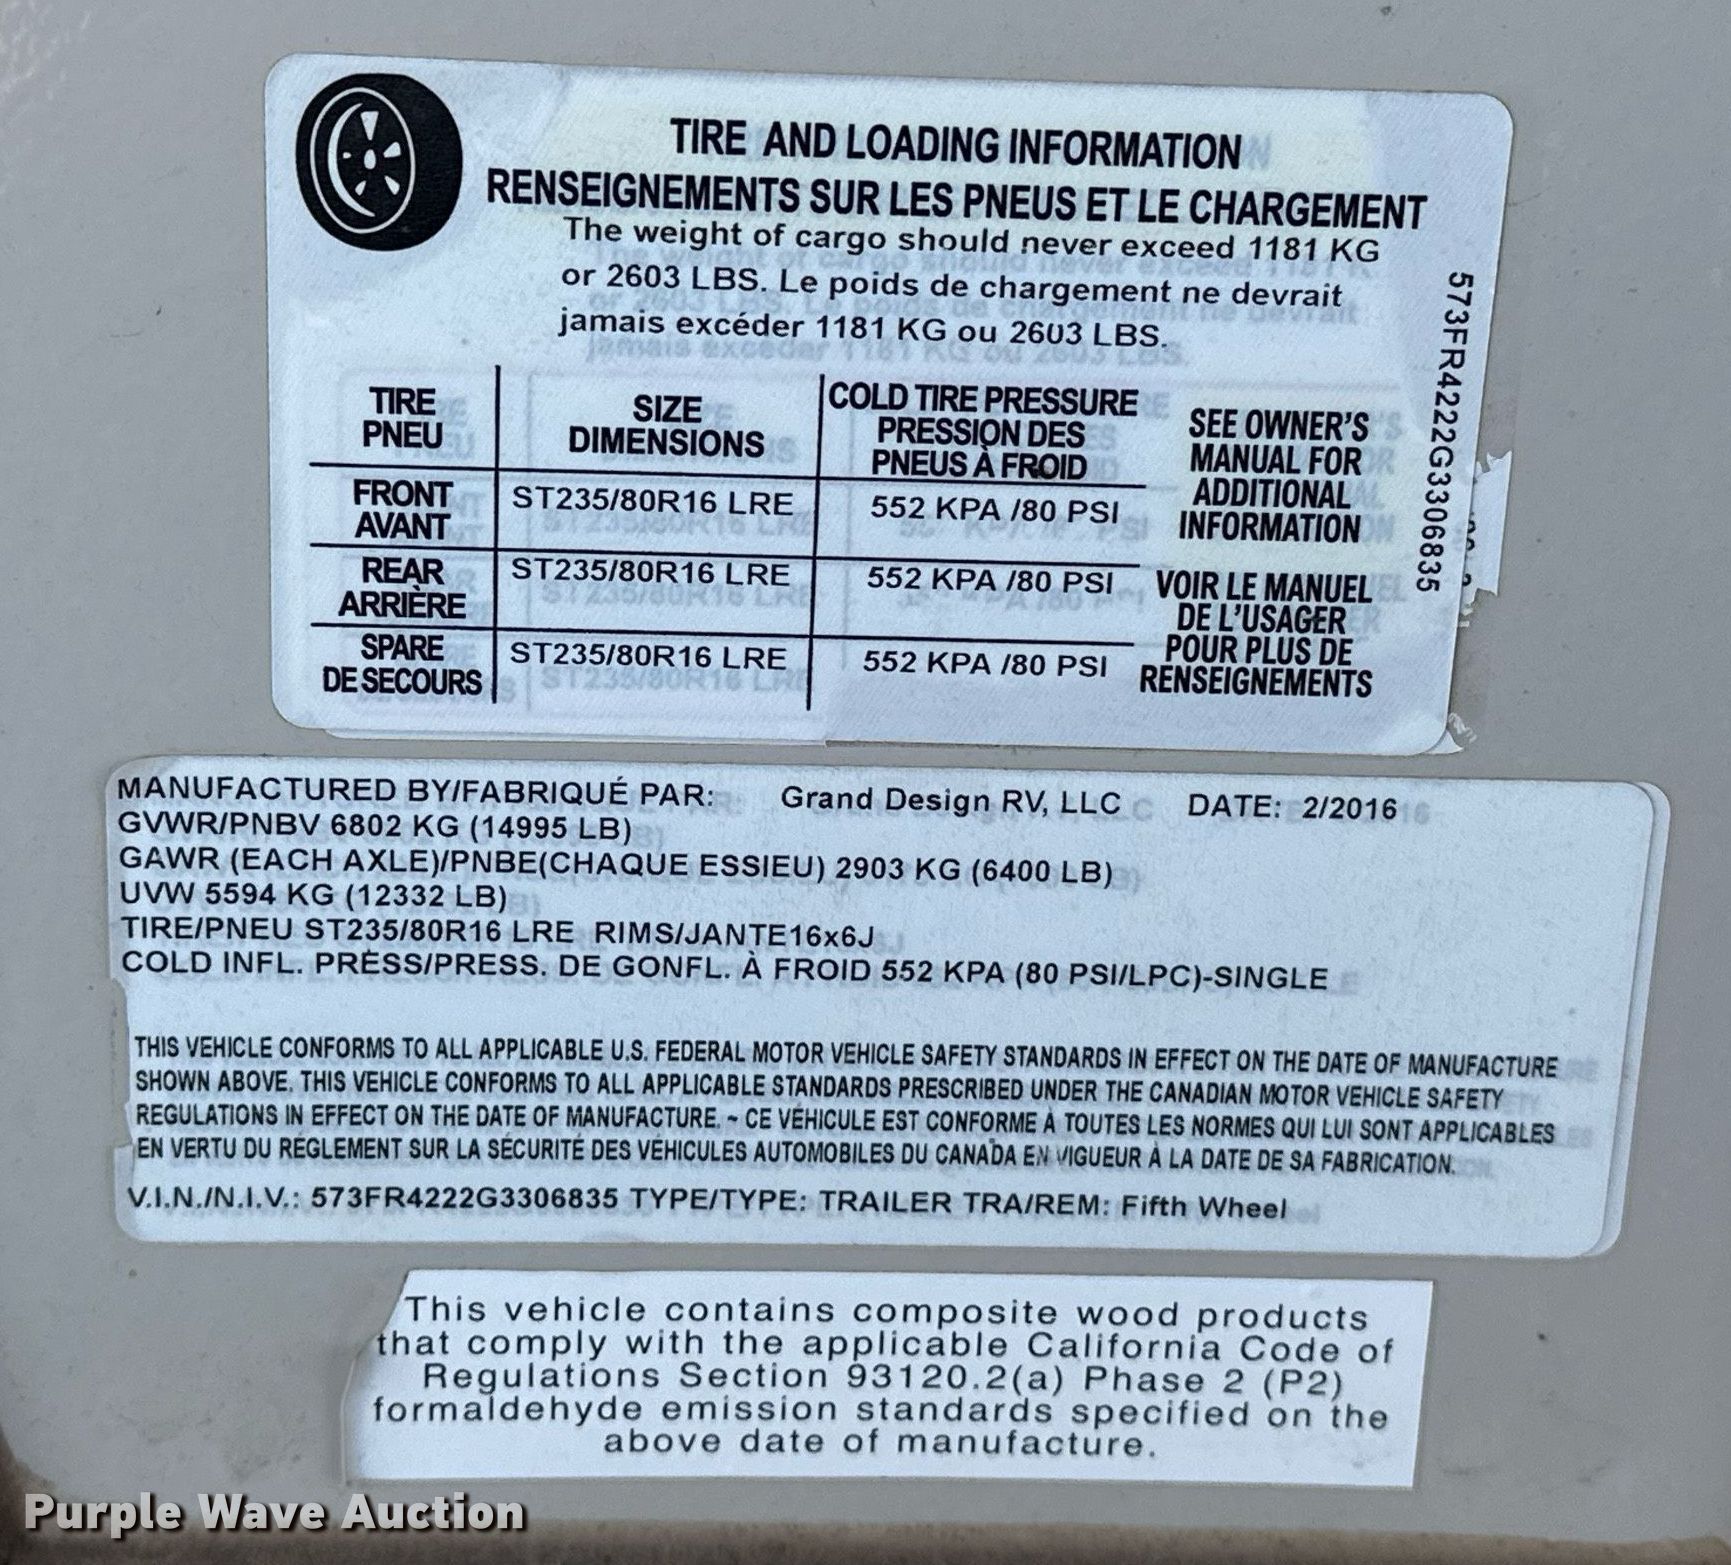 TIRE AND LOADING INFORMATION
RENSEIGNEMENTS SUR LES PNEUS ET LE CHARGEMENT
The weight of cargo should never exceed 1181 KG
or 2603 LBS. Le poids de chargement ne devrait
jamais excéder 1181 KG ou 2603 LBS.
TIRE
PNEU
SIZE
DIMENSIONS
COLD TIRE PRESSURE
PRESSION DES
PNEUS À FROID
FRONT
AVANT
ST235/80R16 LRE
552 KPA /80 PSI
REAR
ARRIÈRE
ST235/80R16 LRE
552 KPA /80 PSI
SPARE
DE SECOURS
ST235/80R16 LRE
552 KPA /80 PSI
SEE OWNER'S
MANUAL FOR
ADDITIONAL
INFORMATION
VOIR LE MANUEL
DE L'USAGER
POUR PLUS DE
RENSEIGNEMENTS
573FR4222G3306835
MANUFACTURED BY/FABRIQUÉ PAR: Grand Design RV, LLC DATE: 2/2016
GVWR/PNBV 6802 KG (14995 LB)
GAWR (EACH AXLE)/PNBE(CHAQUE ESSIEU) 2903 KG (6400 LB)
UVW 5594 KG (12332 LB)
TIRE/PNEU ST235/80R16 LRE RIMS/JANTE16x6J
COLD INFL. PRESS/PRESS. DE GONFL. À FROID 552 KPA (80 PSI/LPC)-SINGLE
THIS VEHICLE CONFORMS TO ALL APPLICABLE U.S. FEDERAL MOTOR VEHICLE SAFETY STANDARDS IN EFFECT ON THE DATE OF MANUFACTURE
SHOWN ABOVE. THIS VEHICLE CONFORMS TO ALL APPLICABLE STANDARDS PRESCRIBED UNDER THE CANADIAN MOTOR VEHICLE SAFETY
REGULATIONS IN EFFECT ON THE DATE OF MANUFACTURE. ~ CE VÉHICULE EST CONFORME À TOUTES LES NORMES QUI LUI SONT APPLICABLES
EN VERTU DU RÉGLEMENT SUR LA SÉCURITÉ DES VÉHICULES AUTOMOBILES DU CANADA EN VIGUEUR À LA DATE DE SA FABRICATION.
V.I.N./N.I.V.: 573FR4222G3306835 TYPE/TYPE: TRAILER TRA/REM: Fifth Wheel
This vehicle contains composite wood products
that comply with the applicable California Code of
Regulations Section 93120.2(a) Phase 2 (P2)
formaldehyde emission standards specified on the
above date of manufacture.
Purple Wave Auction